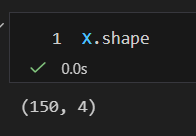 1 X.shape
0.0s
(150, 4)